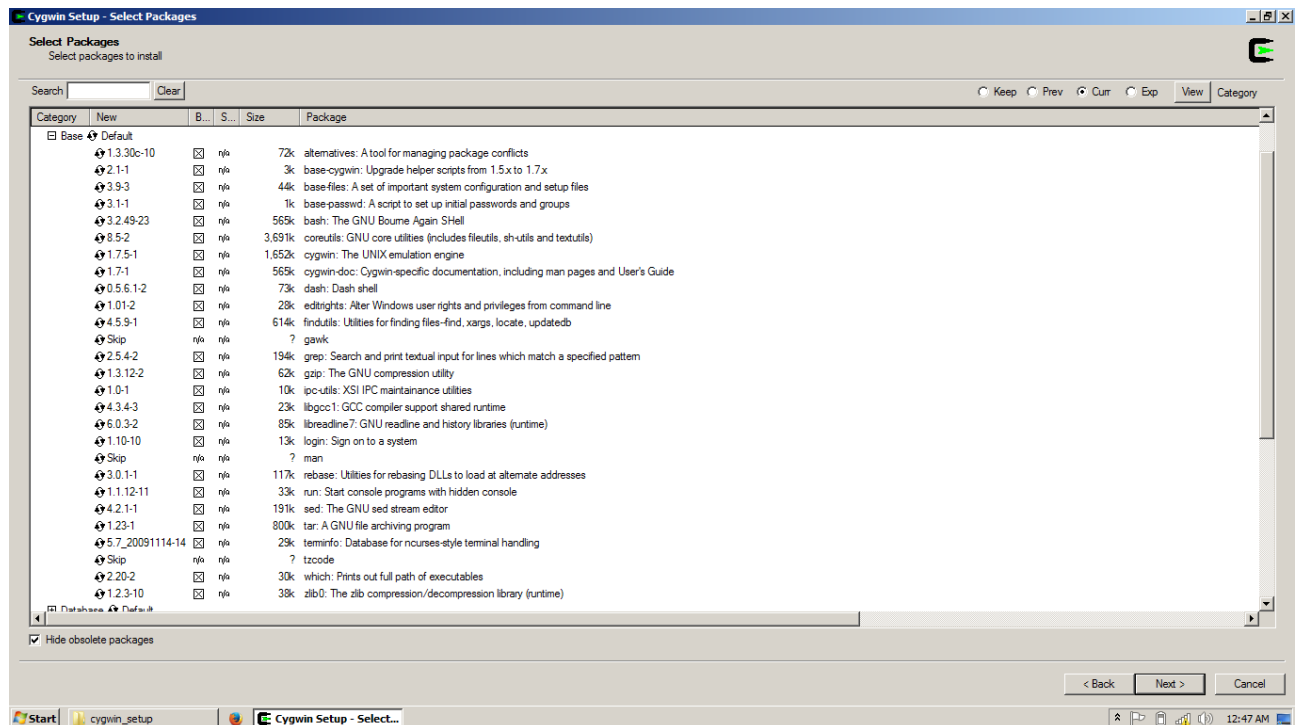 Cygwin Setup - Select Packages
Select Packages
Select packages to install
Search Clear Keep Prev Curr Exp View Category
Category New B... S... Size Package
Base Default
1.3.30c-10 n/a 72k alternatives: A tool for managing package conflicts
2.1-1 n/a 3k base-cygwin: Upgrade helper scripts from 1.5.x to 1.7.x
3.9-3 n/a 44k base-files: A set of important system configuration and setup files
3.1-1 n/a 1k base-passwd: A script to set up initial passwords and groups
3.2.49-23 n/a 565k bash: The GNU Bourne Again SHell
8.5-2 n/a 3,691k coreutils: GNU core utilities (includes fileutils, sh-utils and textutils)
1.7.5-1 n/a 1,652k cygwin: The UNIX emulation engine
1.7-1 n/a 565k cygwin-doc: Cygwin-specific documentation, including man pages and User's Guide
0.5.6.1-2 n/a 73k dash: Dash shell
1.01-2 n/a 28k editrights: Alter Windows user rights and privileges from command line
4.5.9-1 n/a 614k findutils: Utilities for finding files--find, xargs, locate, updatedb
Skip n/a n/a ? gawk
2.5.4-2 n/a 194k grep: Search and print textual input for lines which match a specified pattern
1.3.12-2 n/a 62k gzip: The GNU compression utility
1.0-1 n/a 10k ipc-utils: XSI IPC maintainance utilities
4.3.4-3 n/a 23k libgcc1: GCC compiler support shared runtime
6.0.3-2 n/a 85k libreadline7: GNU readline and history libraries (runtime)
1.10-10 n/a 13k login: Sign on to a system
Skip n/a n/a ? man
3.0.1-1 n/a 117k rebase: Utilities for rebasing DLLs to load at alternate addresses
1.1.12-11 n/a 33k run: Start console programs with hidden console
4.2.1-1 n/a 191k sed: The GNU sed stream editor
1.23-1 n/a 800k tar: A GNU file archiving program
5.7_20091114-14 n/a 29k terminfo: Database for ncurses-style terminal handling
Skip n/a n/a ? tzcode
2.20-2 n/a 30k which: Prints out full path of executables
1.2.3-10 n/a 38k zlib0: The zlib compression/decompression library (runtime)
Database Default
Hide obsolete packages
< Back Next > Cancel
Start cygwin_setup Cygwin Setup - Select... 12:47 AM